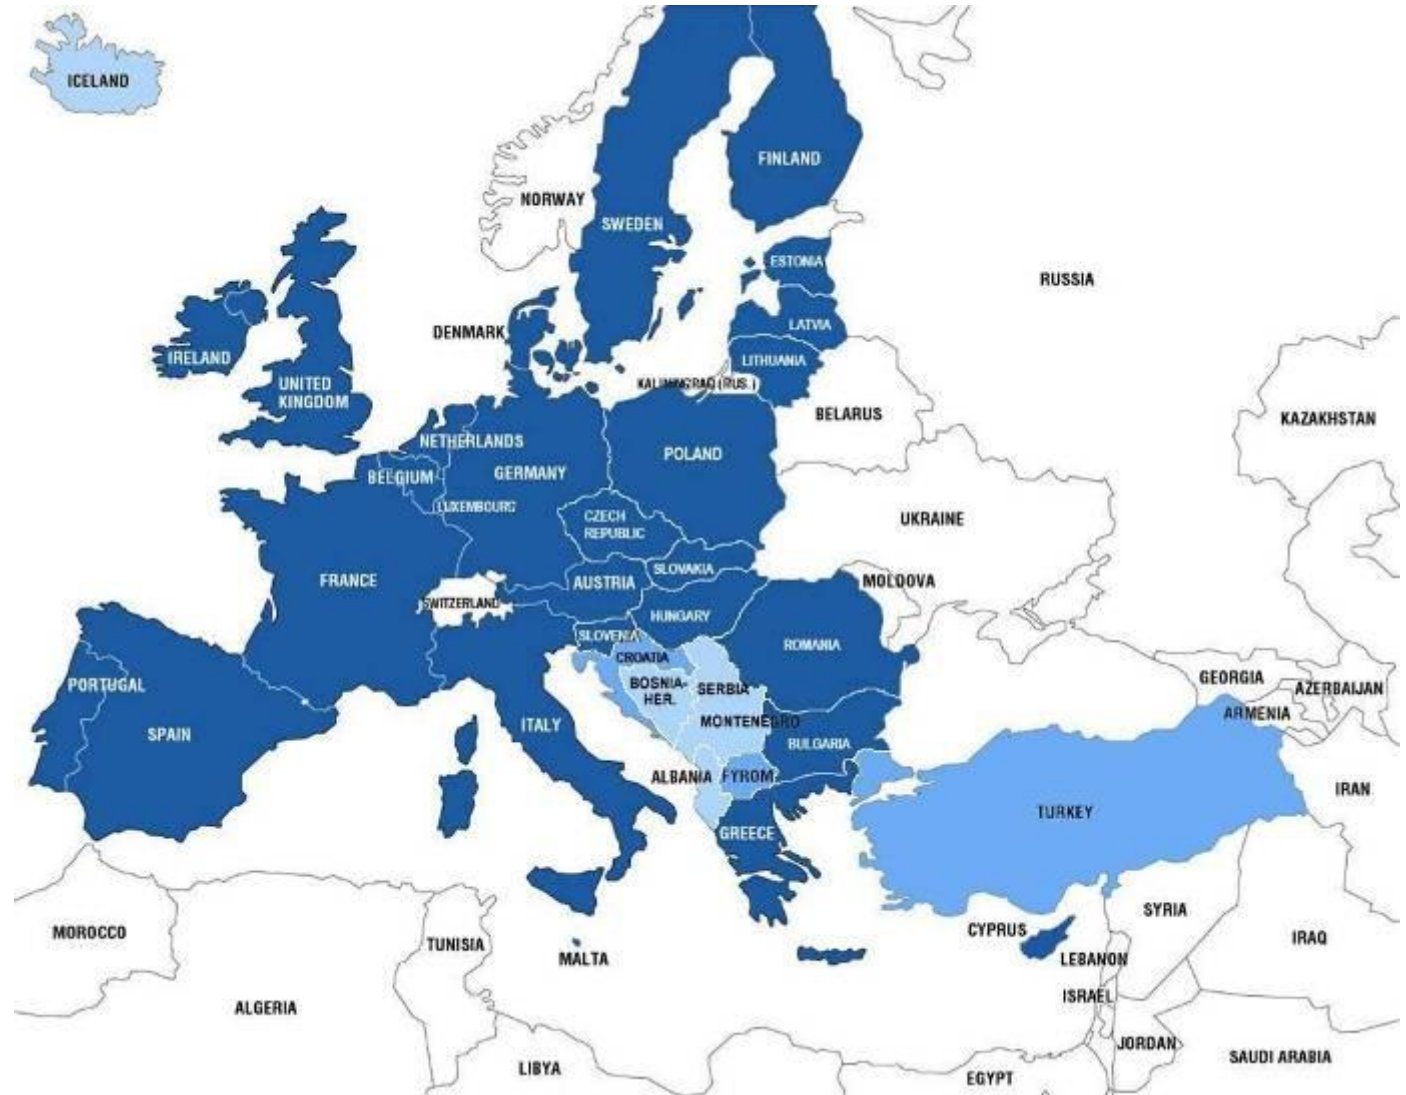 ICELAND
FINLAND
NORWAY
SWEDEN
ESTONIA
RUSSIA
LATVIA
DENMARK
IRELAND
LITHUANIA
UNITED
KINGDOM
KALININGRAD (RUS.)
BELARUS
KAZAKHSTAN
NETHERLANDS
POLAND
BELGIUM
GERMANY
LUXEMBOURG
CZECH
REPUBLIC
UKRAINE
SLOVAKIA
FRANCE
AUSTRIA
MOLDOVA
SWITZERLAND
HUNGARY
SLOVENIA
ROMANIA
CROATIA
GEORGIA
PORTUGAL
BOSNIA-
HER.
SERBIA
AZERBAIJAN
ARMENIA
MONTENEGRO
ITALY
SPAIN
BULGARIA
ALBANIA
FYROM
IRAN
TURKEY
GREECE
SYRIA
CYPRUS
MOROCCO
TUNISIA
IRAQ
MALTA
LEBANON
ISRAEL
ALGERIA
JORDAN
SAUDI ARABIA
LIBYA
EGYPT